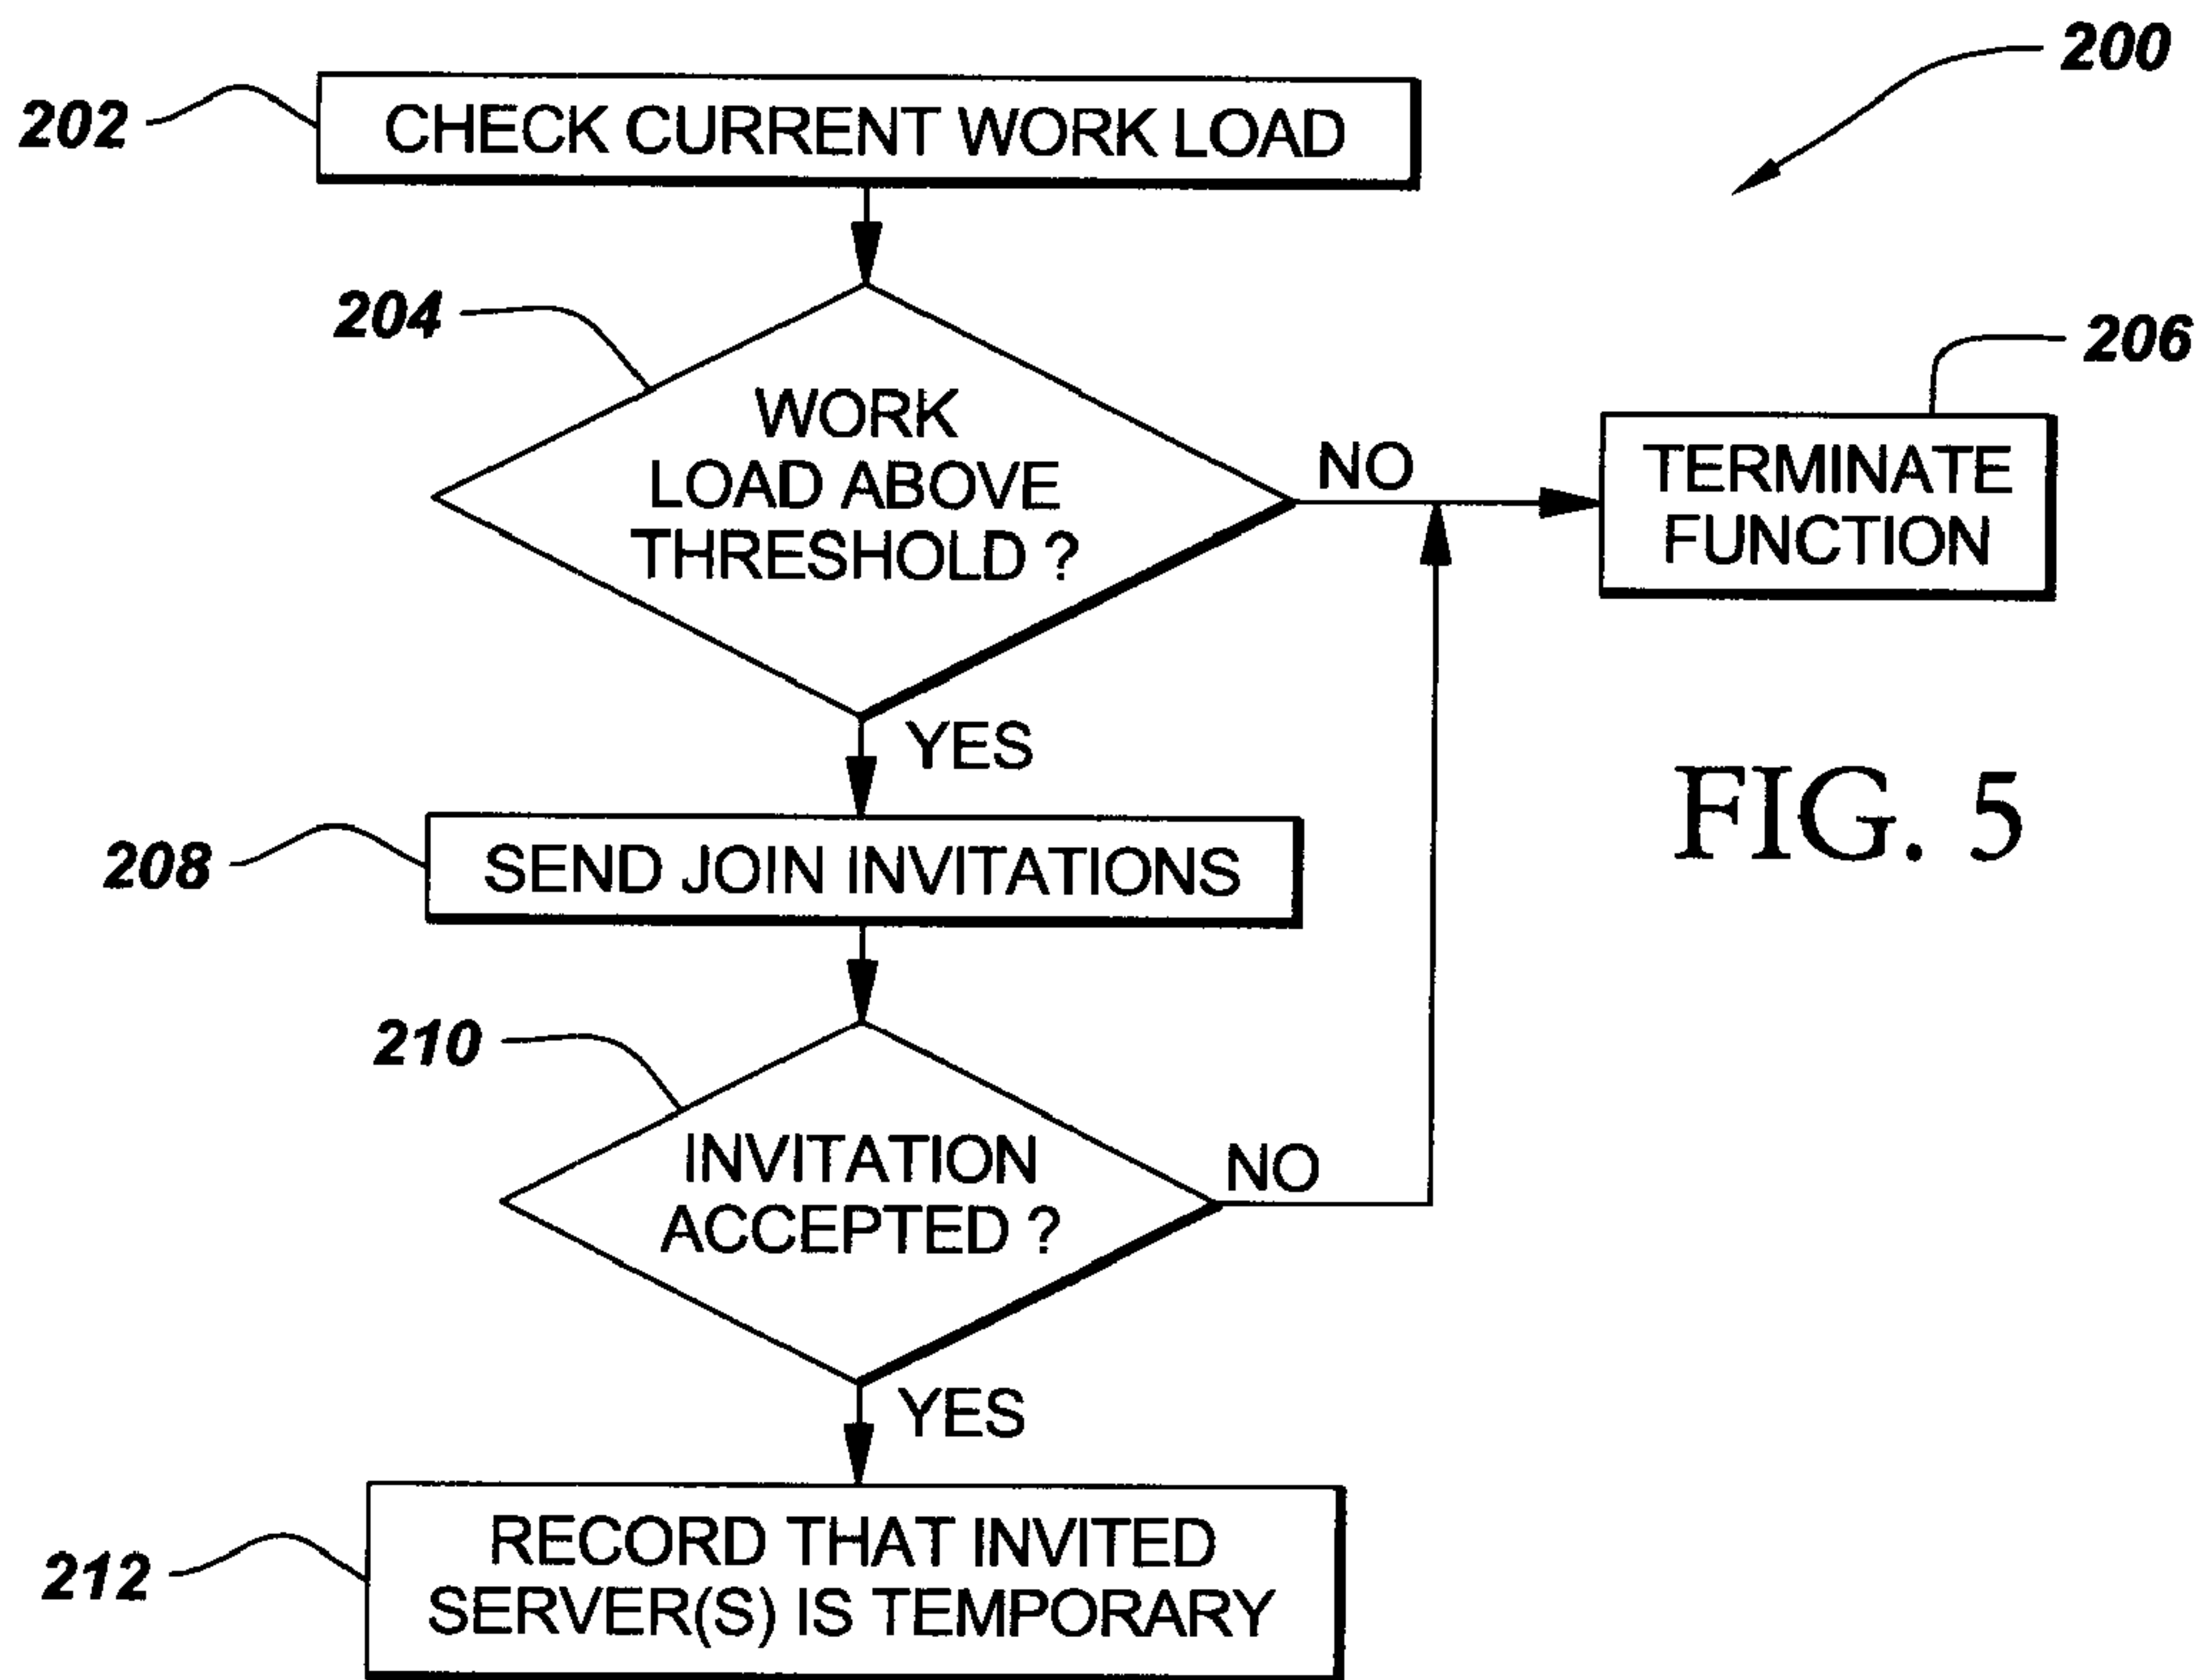 200
202
CHECK CURRENT WORK LOAD
204
WORK
LOAD ABOVE
THRESHOLD ?
NO
206
TERMINATE
FUNCTION
YES
FIG. 5
208
SEND JOIN INVITATIONS
210
INVITATION
ACCEPTED ?
NO
YES
212
RECORD THAT INVITED
SERVER(S) IS TEMPORARY